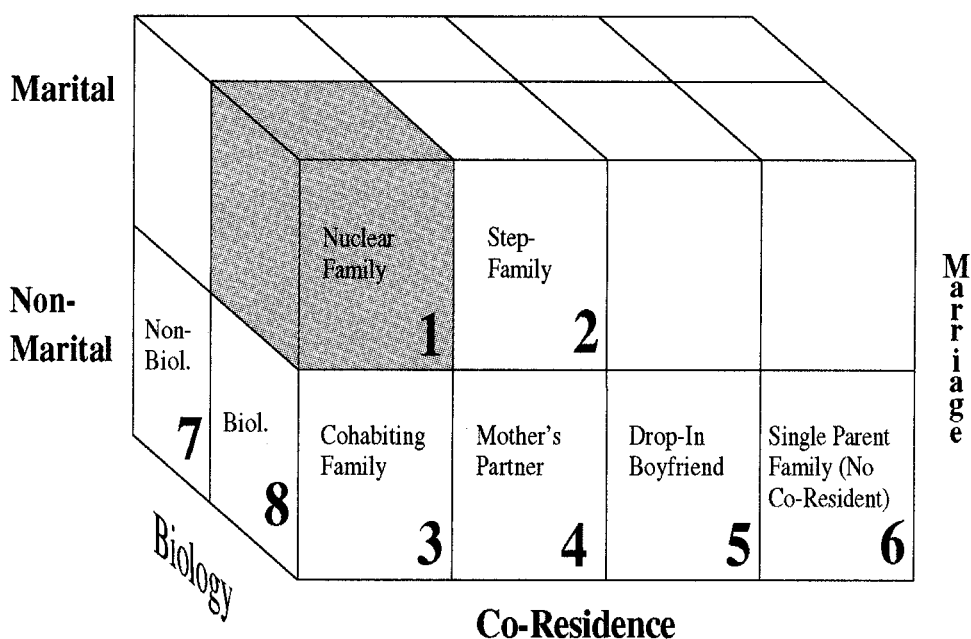 Marital
Nuclear
Family
1
Step-
Family
2
Non-
Marital
Marriage
Non-
Biol.
7
Biol.
8
Cohabiting
Family
3
Mother's
Partner
4
Drop-In
Boyfriend
5
Single Parent
Family (No
Co-Resident)
6
Biology
Co-Residence